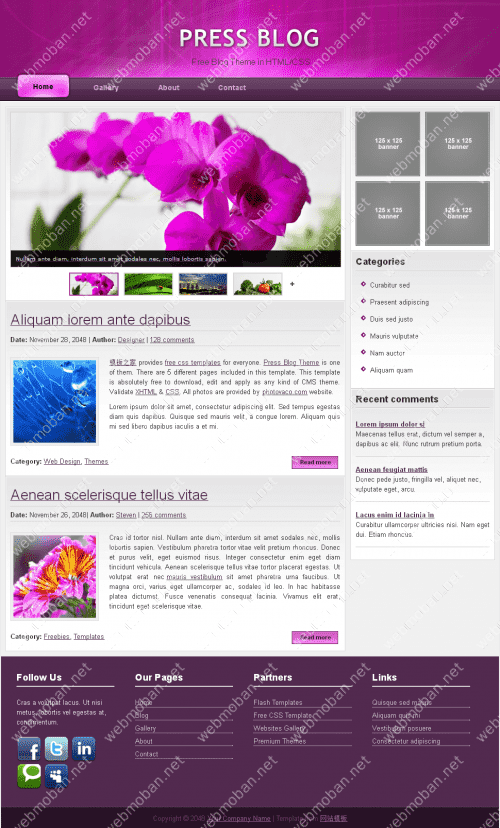 PRESS BLOG
Free Blog Theme in HTML/CSS
Home
Gallery
About
Contact
Nullam ante diam, interdum sit amet sodales nec, mollis lobortis sapien.
125 x 125
banner
125 x 125
banner
125 x 125
banner
125 x 125
banner
Categories
Curabitur sed
Praesent adipiscing
Duis sed justo
Mauris vulputate
Nam auctor
Aliquam quam
Recent comments
Lorem ipsum dolor si
Maecenas tellus erat, dictum vel semper a,
dapibus ac elit. Nunc rutrum pretium porta.
Aenean feugiat mattis
Donec pede justo, fringilla vel, aliquet nec,
vulputate eget, arcu.
Lacus enim id lacinia in
Curabitur ullamcorper ultricies nisi. Nam eget
dui. Etiam rhoncus.
Aliquam lorem ante dapibus
Date: November 28, 2048 | Author: Designer | 128 comments
模板之家 provides free css templates for everyone. Press Blog Theme is one
of them. There are 5 different pages included in this template. This template
is absolutely free to download, edit and apply as any kind of CMS theme.
Validate XHTML & CSS. All photos are provided by photovaco.com website.
Lorem ipsum dolor sit amet, consectetur adipiscing elit. Sed tempus egestas
diam quis dapibus. Quisque sed mauris velit, a congue lorem. Aliquam quis
mi sed libero dapibus iaculis a et mi.
Category: Web Design, Themes
Read more
Aenean scelerisque tellus vitae
Date: November 26, 2048 | Author: Steven | 256 comments
Cras id tortor nisl. Nullam ante diam, interdum sit amet sodales nec, mollis
lobortis sapien. Vestibulum pharetra tortor vitae velit pretium rhoncus. Donec
et purus velit, eget euismod risus. Integer consectetur enim eget diam
tincidunt vehicula. Aenean scelerisque tellus vitae tortor placerat egestas. Ut
volutpat erat nec mauris vestibulum sit amet pharetra urna faucibus. Ut
magna orci, varius eget ullamcorper ac, sodales id leo. In hac habitasse
platea dictumst. Fusce venenatis consequat lacinia. Vivamus elit erat,
tincidunt eget scelerisque vitae.
Category: Freebies, Templates
Read more
Follow Us
Cras a volutpat lacus. Ut nisi
metus, lobortis vel egestas at,
condimentum.
Our Pages
Home
Blog
Gallery
About
Contact
Partners
Flash Templates
Free CSS Templates
Websites Gallery
Premium Themes
Links
Quisque sed mauris
Aliquam quam mi
Vestibulum posuere
Consectetur adipiscing
Copyright © 2048 Your Company Name | Template from 网站模板
webmoban.net